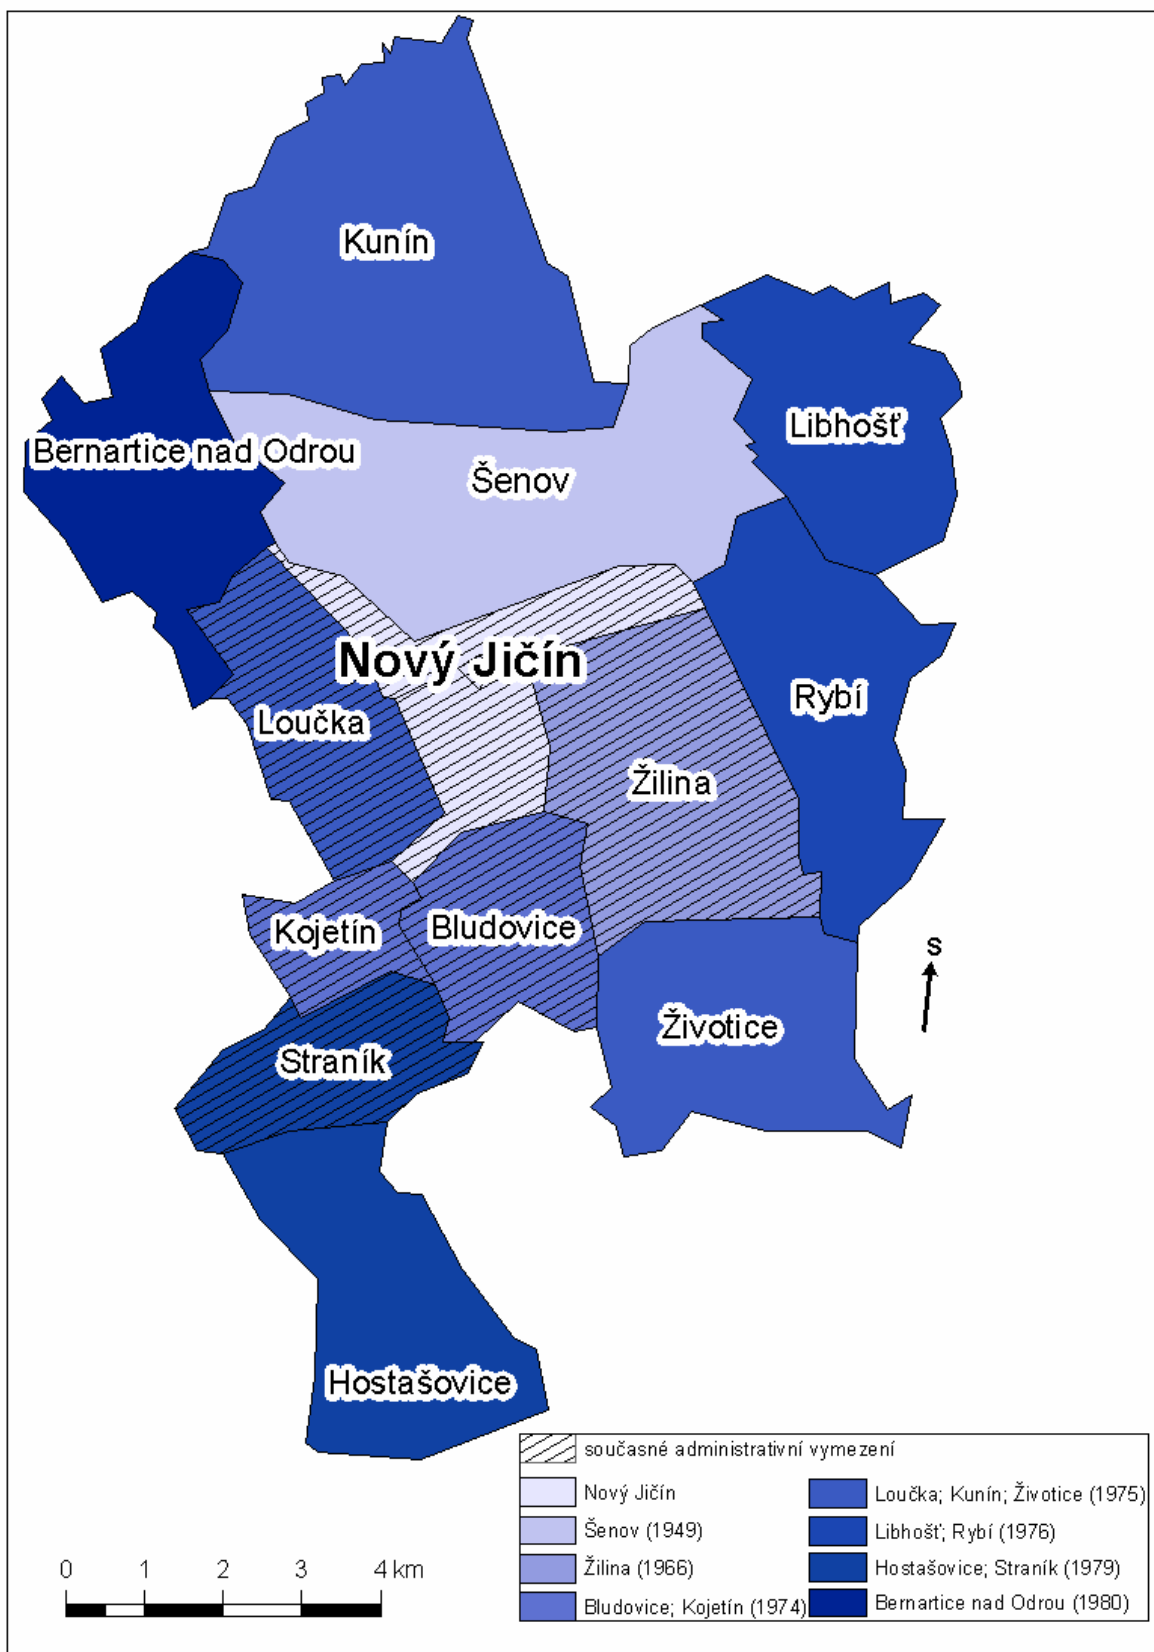 Kunín
Libhošť
Bernartice nad Odrou
Šenov
Nový Jičín
Rybí
Loučka
Žilina
Kojetín
Bludovice
S
Životice
Straník
Hostašovice
současné administrativní vymezení
Nový Jičín
Šenov (1949)
Žilina (1966)
Bludovice; Kojetín (1974)
Loučka; Kunín; Životice (1975)
Libhošť; Rybí (1976)
Hostašovice; Straník (1979)
Bernartice nad Odrou (1980)
0 1 2 3 4 km